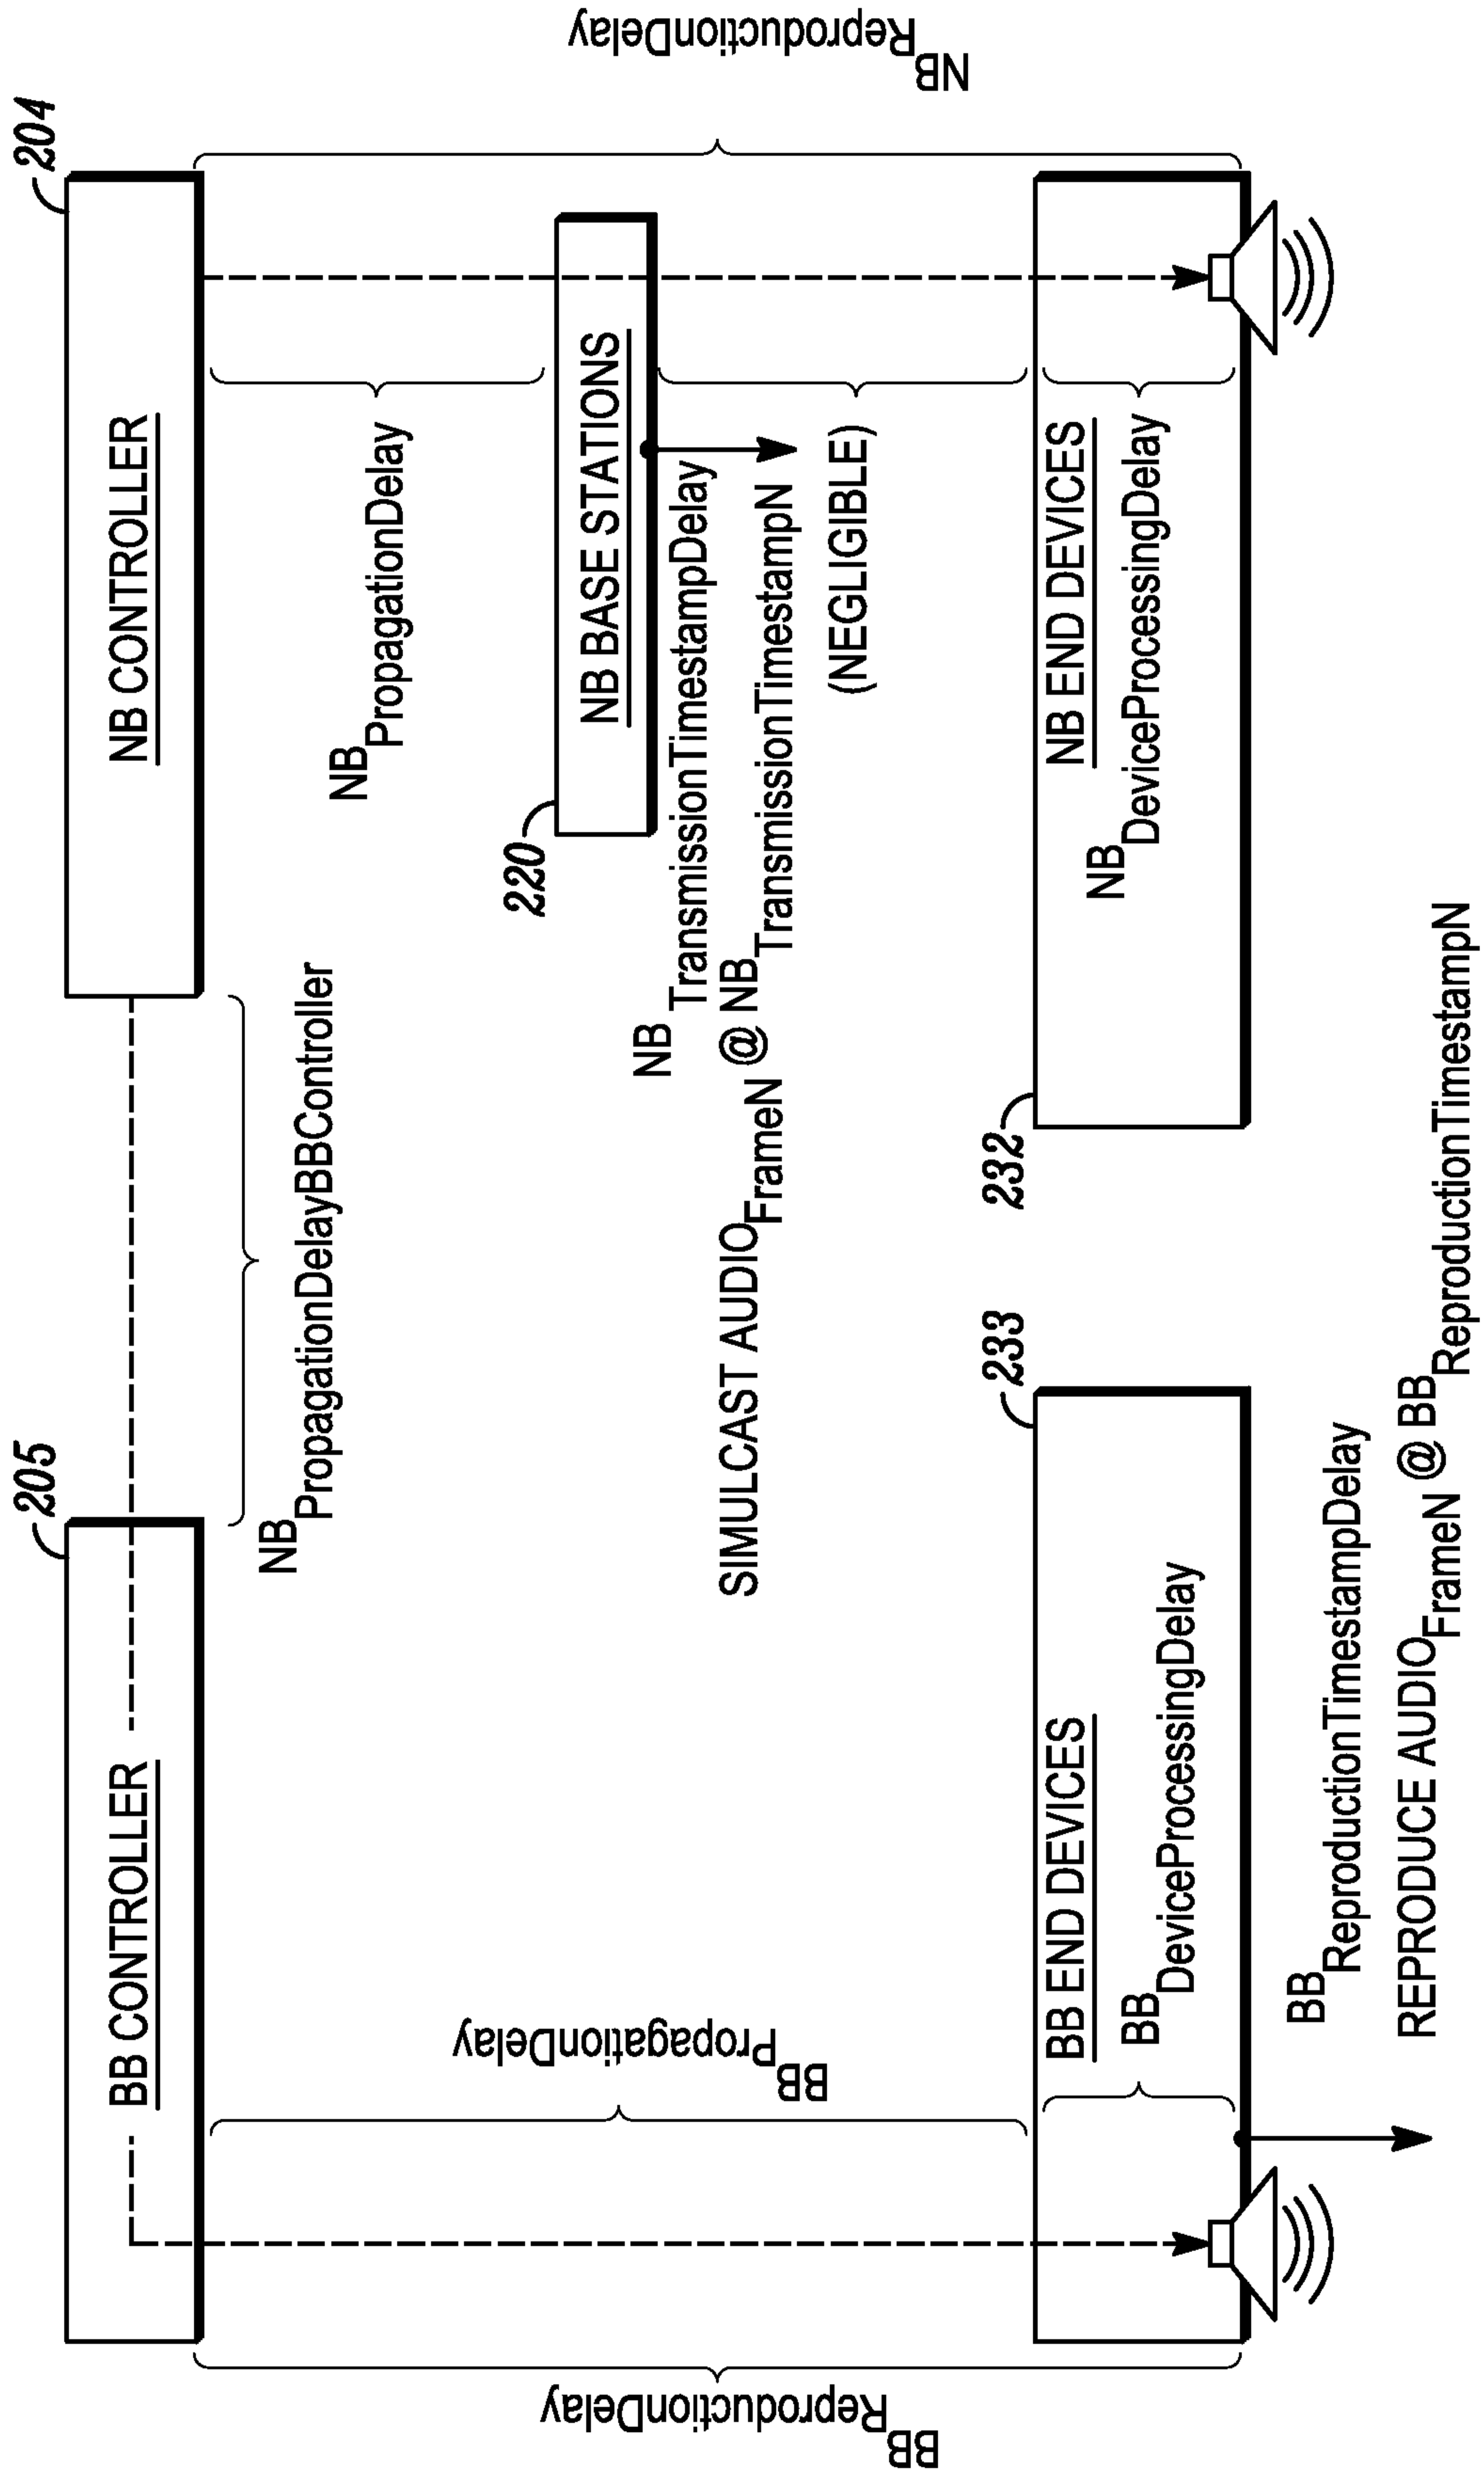 205
204
BB CONTROLLER
NB CONTROLLER
NB PropagationDelayBBController
NB PropagationDelay
BB ReproductionDelay
BB PropagationDelay
NB ReproductionDelay
220
NB BASE STATIONS
NB TransmissionTimestampDelay
SIMULCAST AUDIO FrameN @ NB TransmissionTimestampN
(NEGLIGIBLE)
233
232
BB END DEVICES
BB DeviceProcessingDelay
NB END DEVICES
NB DeviceProcessingDelay
BB ReproductionTimestampDelay
REPRODUCE AUDIO FrameN @ BB ReproductionTimestampN